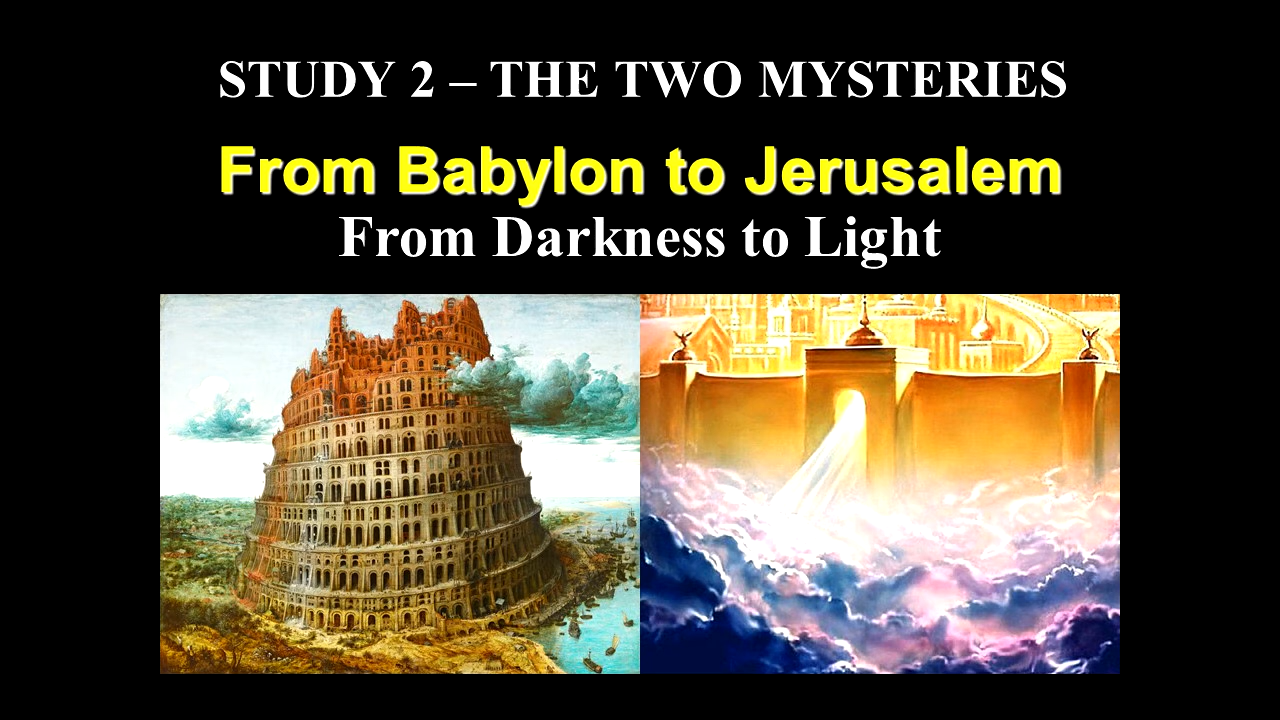 STUDY 2 – THE TWO MYSTERIES
From Babylon to Jerusalem
From Darkness to Light